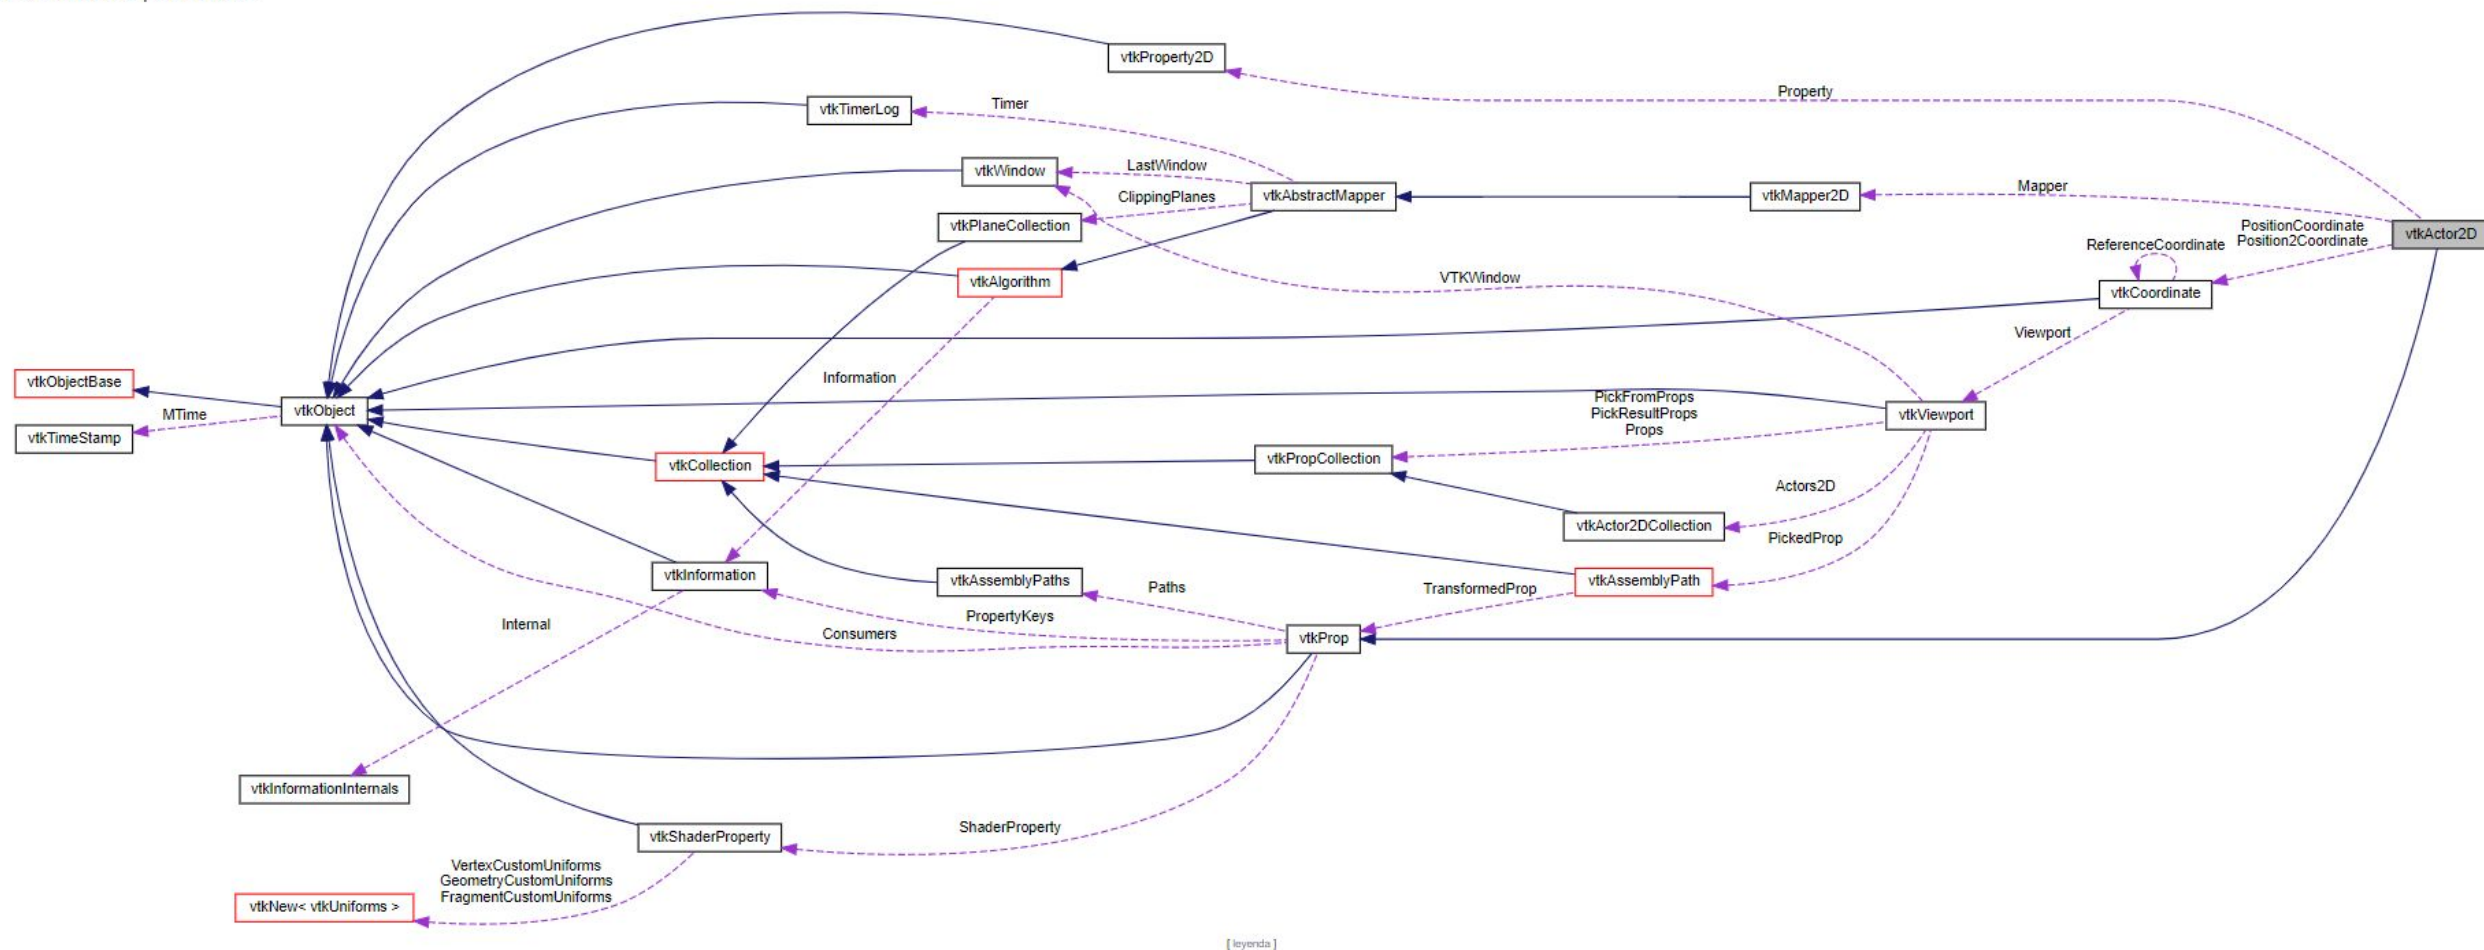 vtkProperty2D
Property
vtkTimerLog
Timer
vtkWindow
LastWindow
ClippingPlanes
vtkAbstractMapper
vtkMapper2D
Mapper
vtkPlaneCollection
PositionCoordinate
Position2Coordinate
vtkActor2D
ReferenceCoordinate
vtkAlgorithm
VTKWindow
vtkCoordinate
Viewport
Information
vtkObjectBase
MTime
vtkObject
vtkTimeStamp
PickFromProps
PickResultProps
Props
vtkViewport
vtkCollection
vtkPropCollection
Actors2D
vtkActor2DCollection
PickedProp
vtkInformation
vtkAssemblyPaths
Paths
TransformedProp
vtkAssemblyPath
Internal
PropertyKeys
Consumers
vtkProp
vtkInformationInternals
vtkShaderProperty
ShaderProperty
VertexCustomUniforms
GeometryCustomUniforms
FragmentCustomUniforms
vtkNew< vtkUniforms >
[ leyenda ]